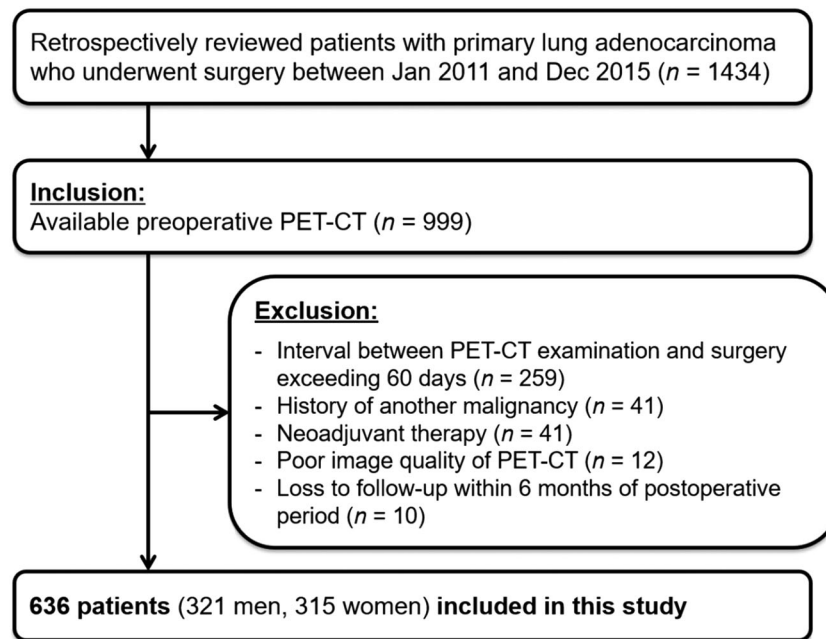 Retrospectively reviewed patients with primary lung adenocarcinoma
who underwent surgery between Jan 2011 and Dec 2015 (n = 1434)
Inclusion:
Available preoperative PET-CT (n = 999)
Exclusion:
- Interval between PET-CT examination and surgery
exceeding 60 days (n = 259)
- History of another malignancy (n = 41)
- Neoadjuvant therapy (n = 41)
- Poor image quality of PET-CT (n = 12)
- Loss to follow-up within 6 months of postoperative
period (n = 10)
636 patients (321 men, 315 women) included in this study